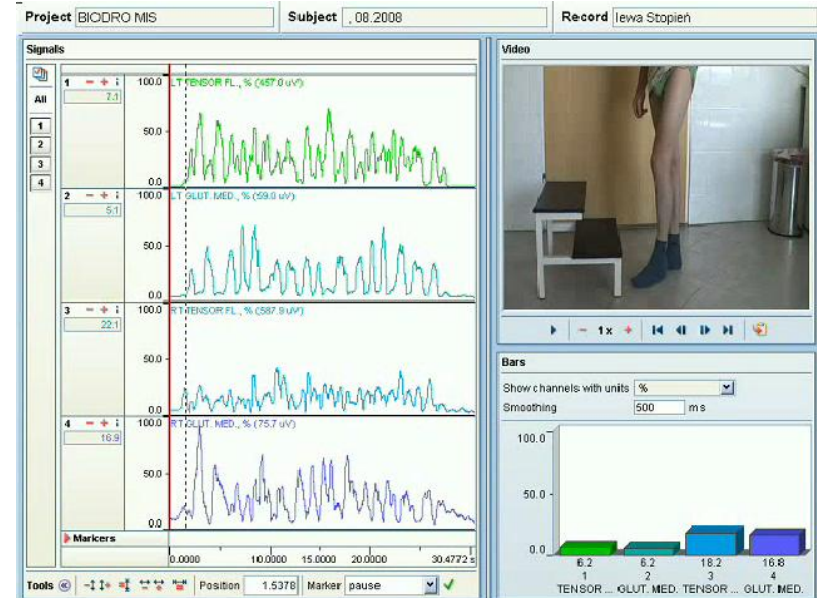 Project BIODRO MIS Subject , 08.2008 Record lewa Stopień
Signals
All
1
2
3
4
1 - + i
7.1
100.0
50.0
0.0
LT TENSOR FL., % (457.0 uV)
2 - + i
5.1
100.0
50.0
0.0
LT GLUT. MED., % (59.0 uV)
3 - + i
22.1
100.0
50.0
0.0
RT TENSOR FL., % (587.9 uV)
4 - + i
16.9
100.0
50.0
0.0
RT GLUT. MED., % (75.7 uV)
Markers
0.0000 10.0000 15.0000 20.0000 30.4772 s
Tools Position 1.5378 Marker pause
Video
- 1x +
Bars
Show channels with units %
Smoothing 500 ms
100.0
50.0
0.0
6.2 6.2 18.2 16.8
1 2 3 4
TENSOR ... GLUT. MED. TENSOR ... GLUT. MED.